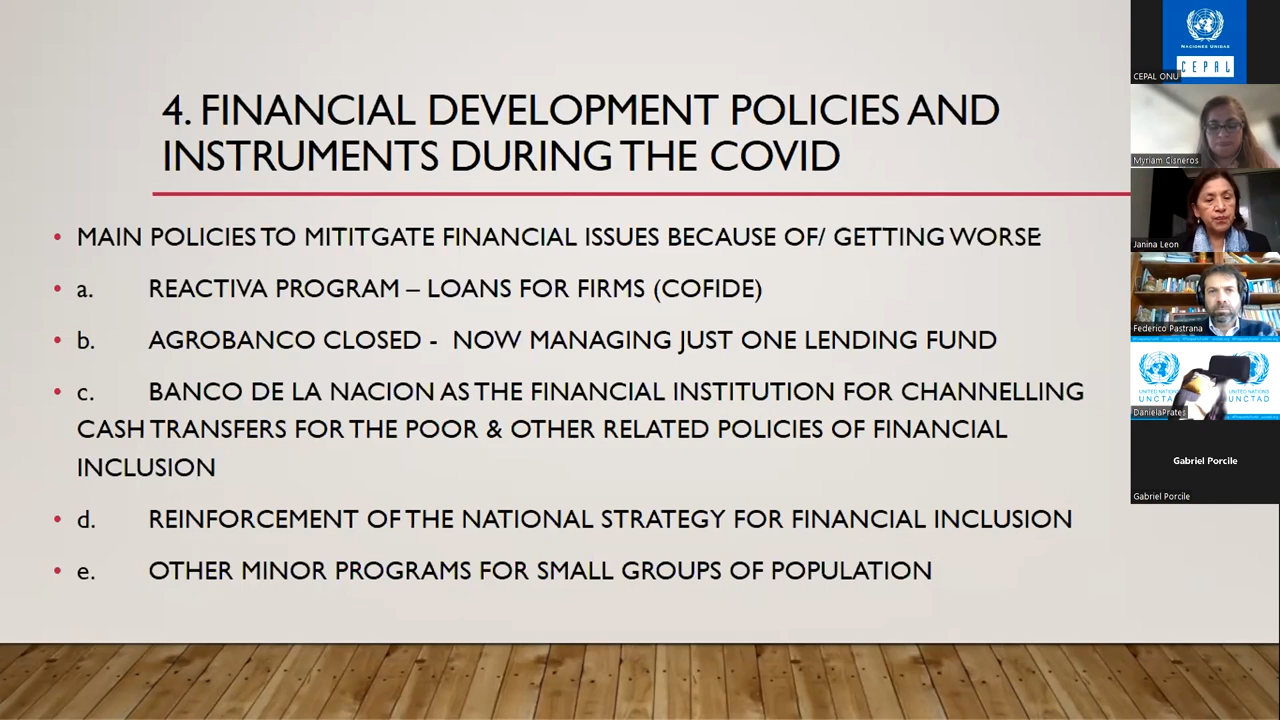 4. FINANCIAL DEVELOPMENT POLICIES AND
INSTRUMENTS DURING THE COVID
• MAIN POLICIES TO MITITGATE FINANCIAL ISSUES BECAUSE OF/ GETTING WORSE
• a. REACTIVA PROGRAM – LOANS FOR FIRMS (COFIDE)
• b. AGROBANCO CLOSED - NOW MANAGING JUST ONE LENDING FUND
• c. BANCO DE LA NACION AS THE FINANCIAL INSTITUTION FOR CHANNELLING
CASH TRANSFERS FOR THE POOR & OTHER RELATED POLICIES OF FINANCIAL
INCLUSION
• d. REINFORCEMENT OF THE NATIONAL STRATEGY FOR FINANCIAL INCLUSION
• e. OTHER MINOR PROGRAMS FOR SMALL GROUPS OF POPULATION
NACIONES UNIDAS
CEPAL
CEPAL ONU
Myriam Cisneros
Janina Leon
Federico Pastrana
UNITED NATIONS
UNCTAD
DanielaPrates
Gabriel Porcile
Gabriel Porcile